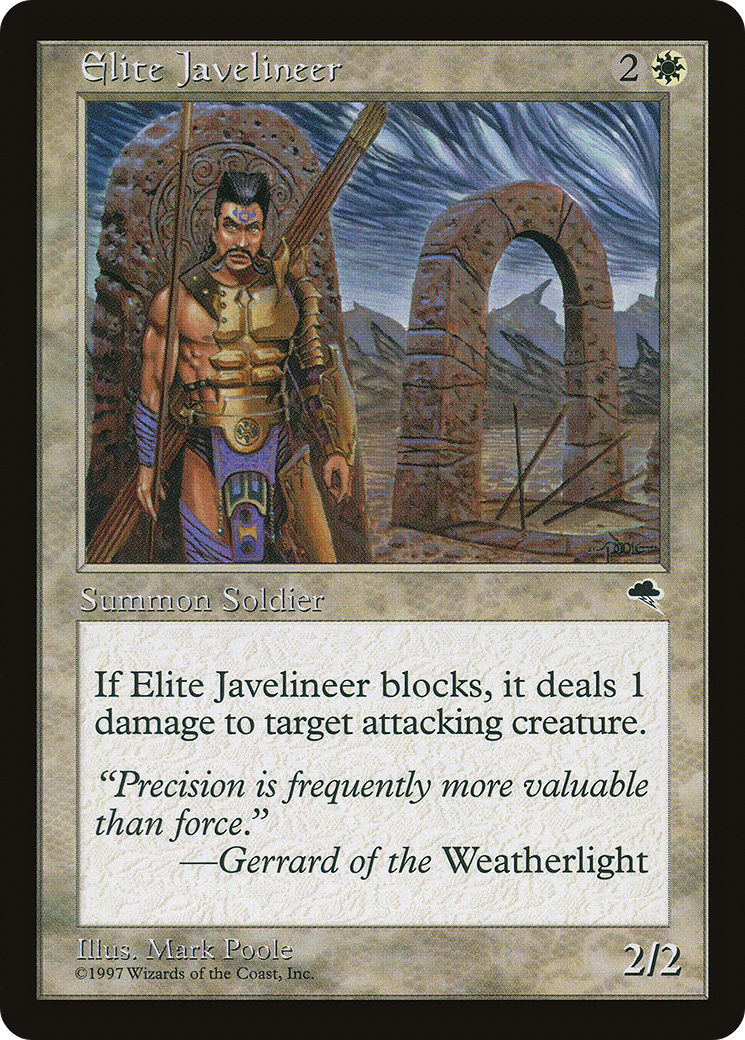 Elite Javelineer 2
Summon Soldier
If Elite Javelineer blocks, it deals 1
damage to target attacking creature.
“Precision is frequently more valuable
than force.”
—Gerrard of the Weatherlight
Illus. Mark Poole
©1997 Wizards of the Coast, Inc.
2/2